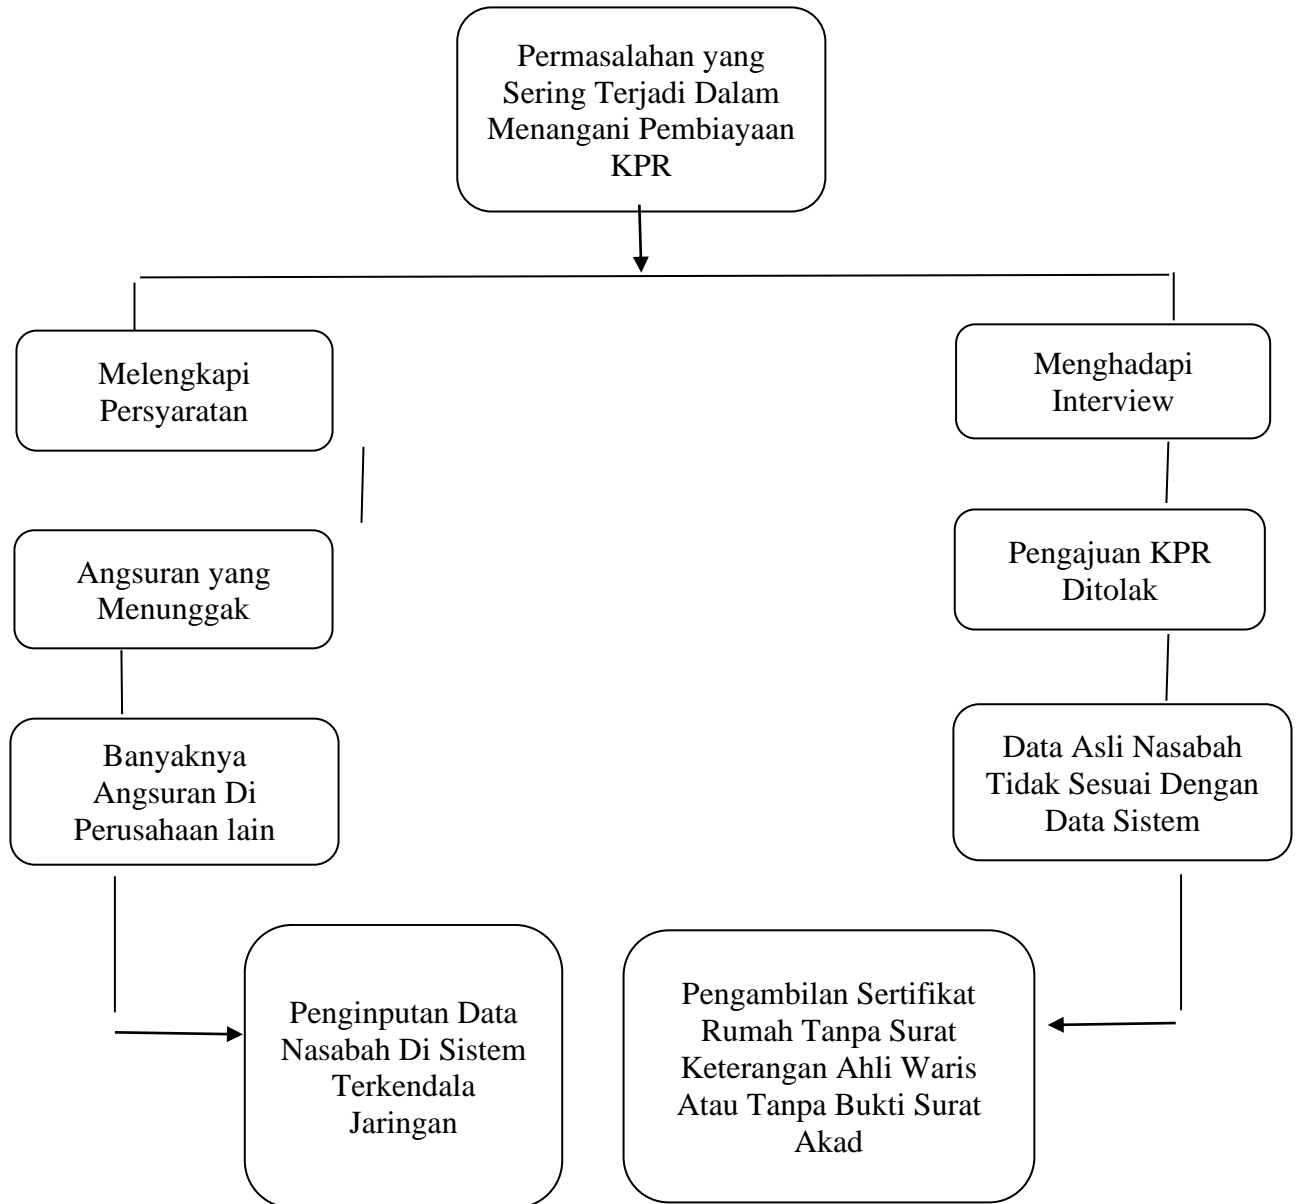 Permasalahan yang
Sering Terjadi Dalam
Menangani Pembiayaan
KPR
Melengkapi
Persyaratan
Menghadapi
Interview
Angsuran yang
Menunggak
Pengajuan KPR
Ditolak
Banyaknya
Angsuran Di
Perusahaan lain
Data Asli Nasabah
Tidak Sesuai Dengan
Data Sistem
Penginputan Data
Nasabah Di Sistem
Terkendala
Jaringan
Pengambilan Sertifikat
Rumah Tanpa Surat
Keterangan Ahli Waris
Atau Tanpa Bukti Surat
Akad